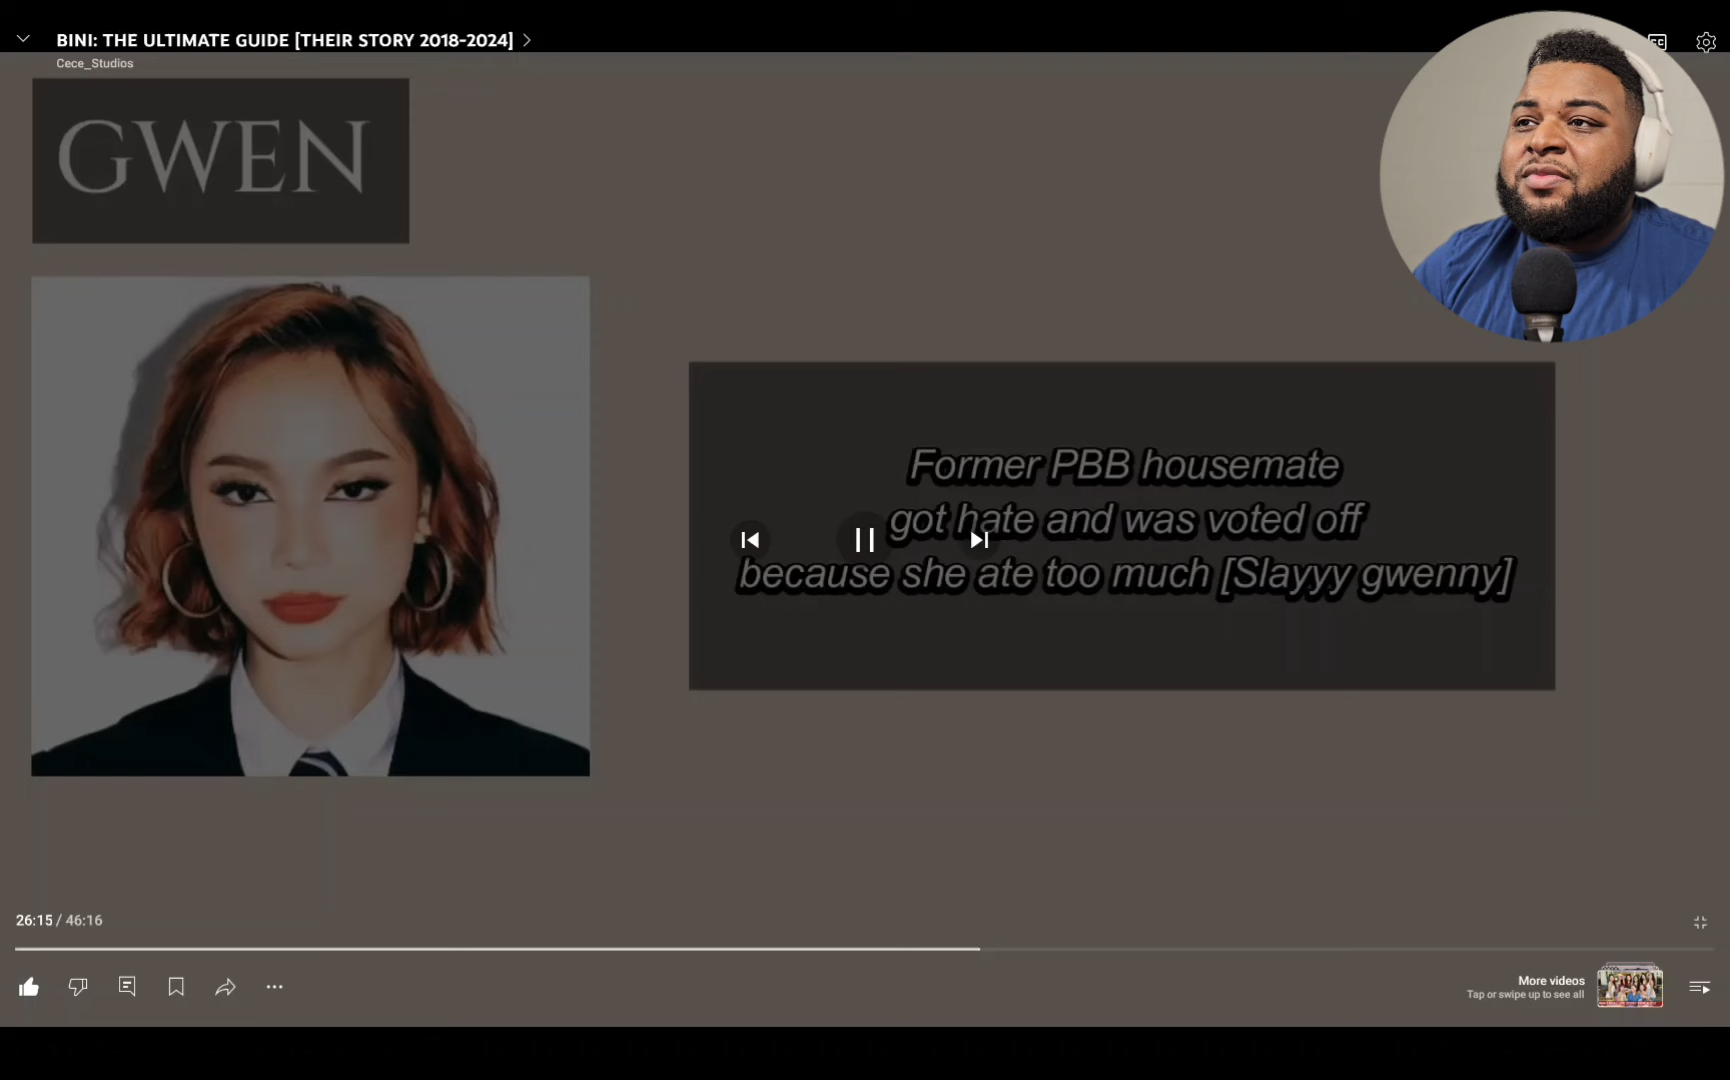 BINI: THE ULTIMATE GUIDE [THEIR STORY 2018-2024]
Cece_Studios
CC
GWEN
Former PBB housemate
got hate and was voted off
because she ate too much [Slayyy gwenny]
26:15 / 46:16
More videos
Tap or swipe up to see all